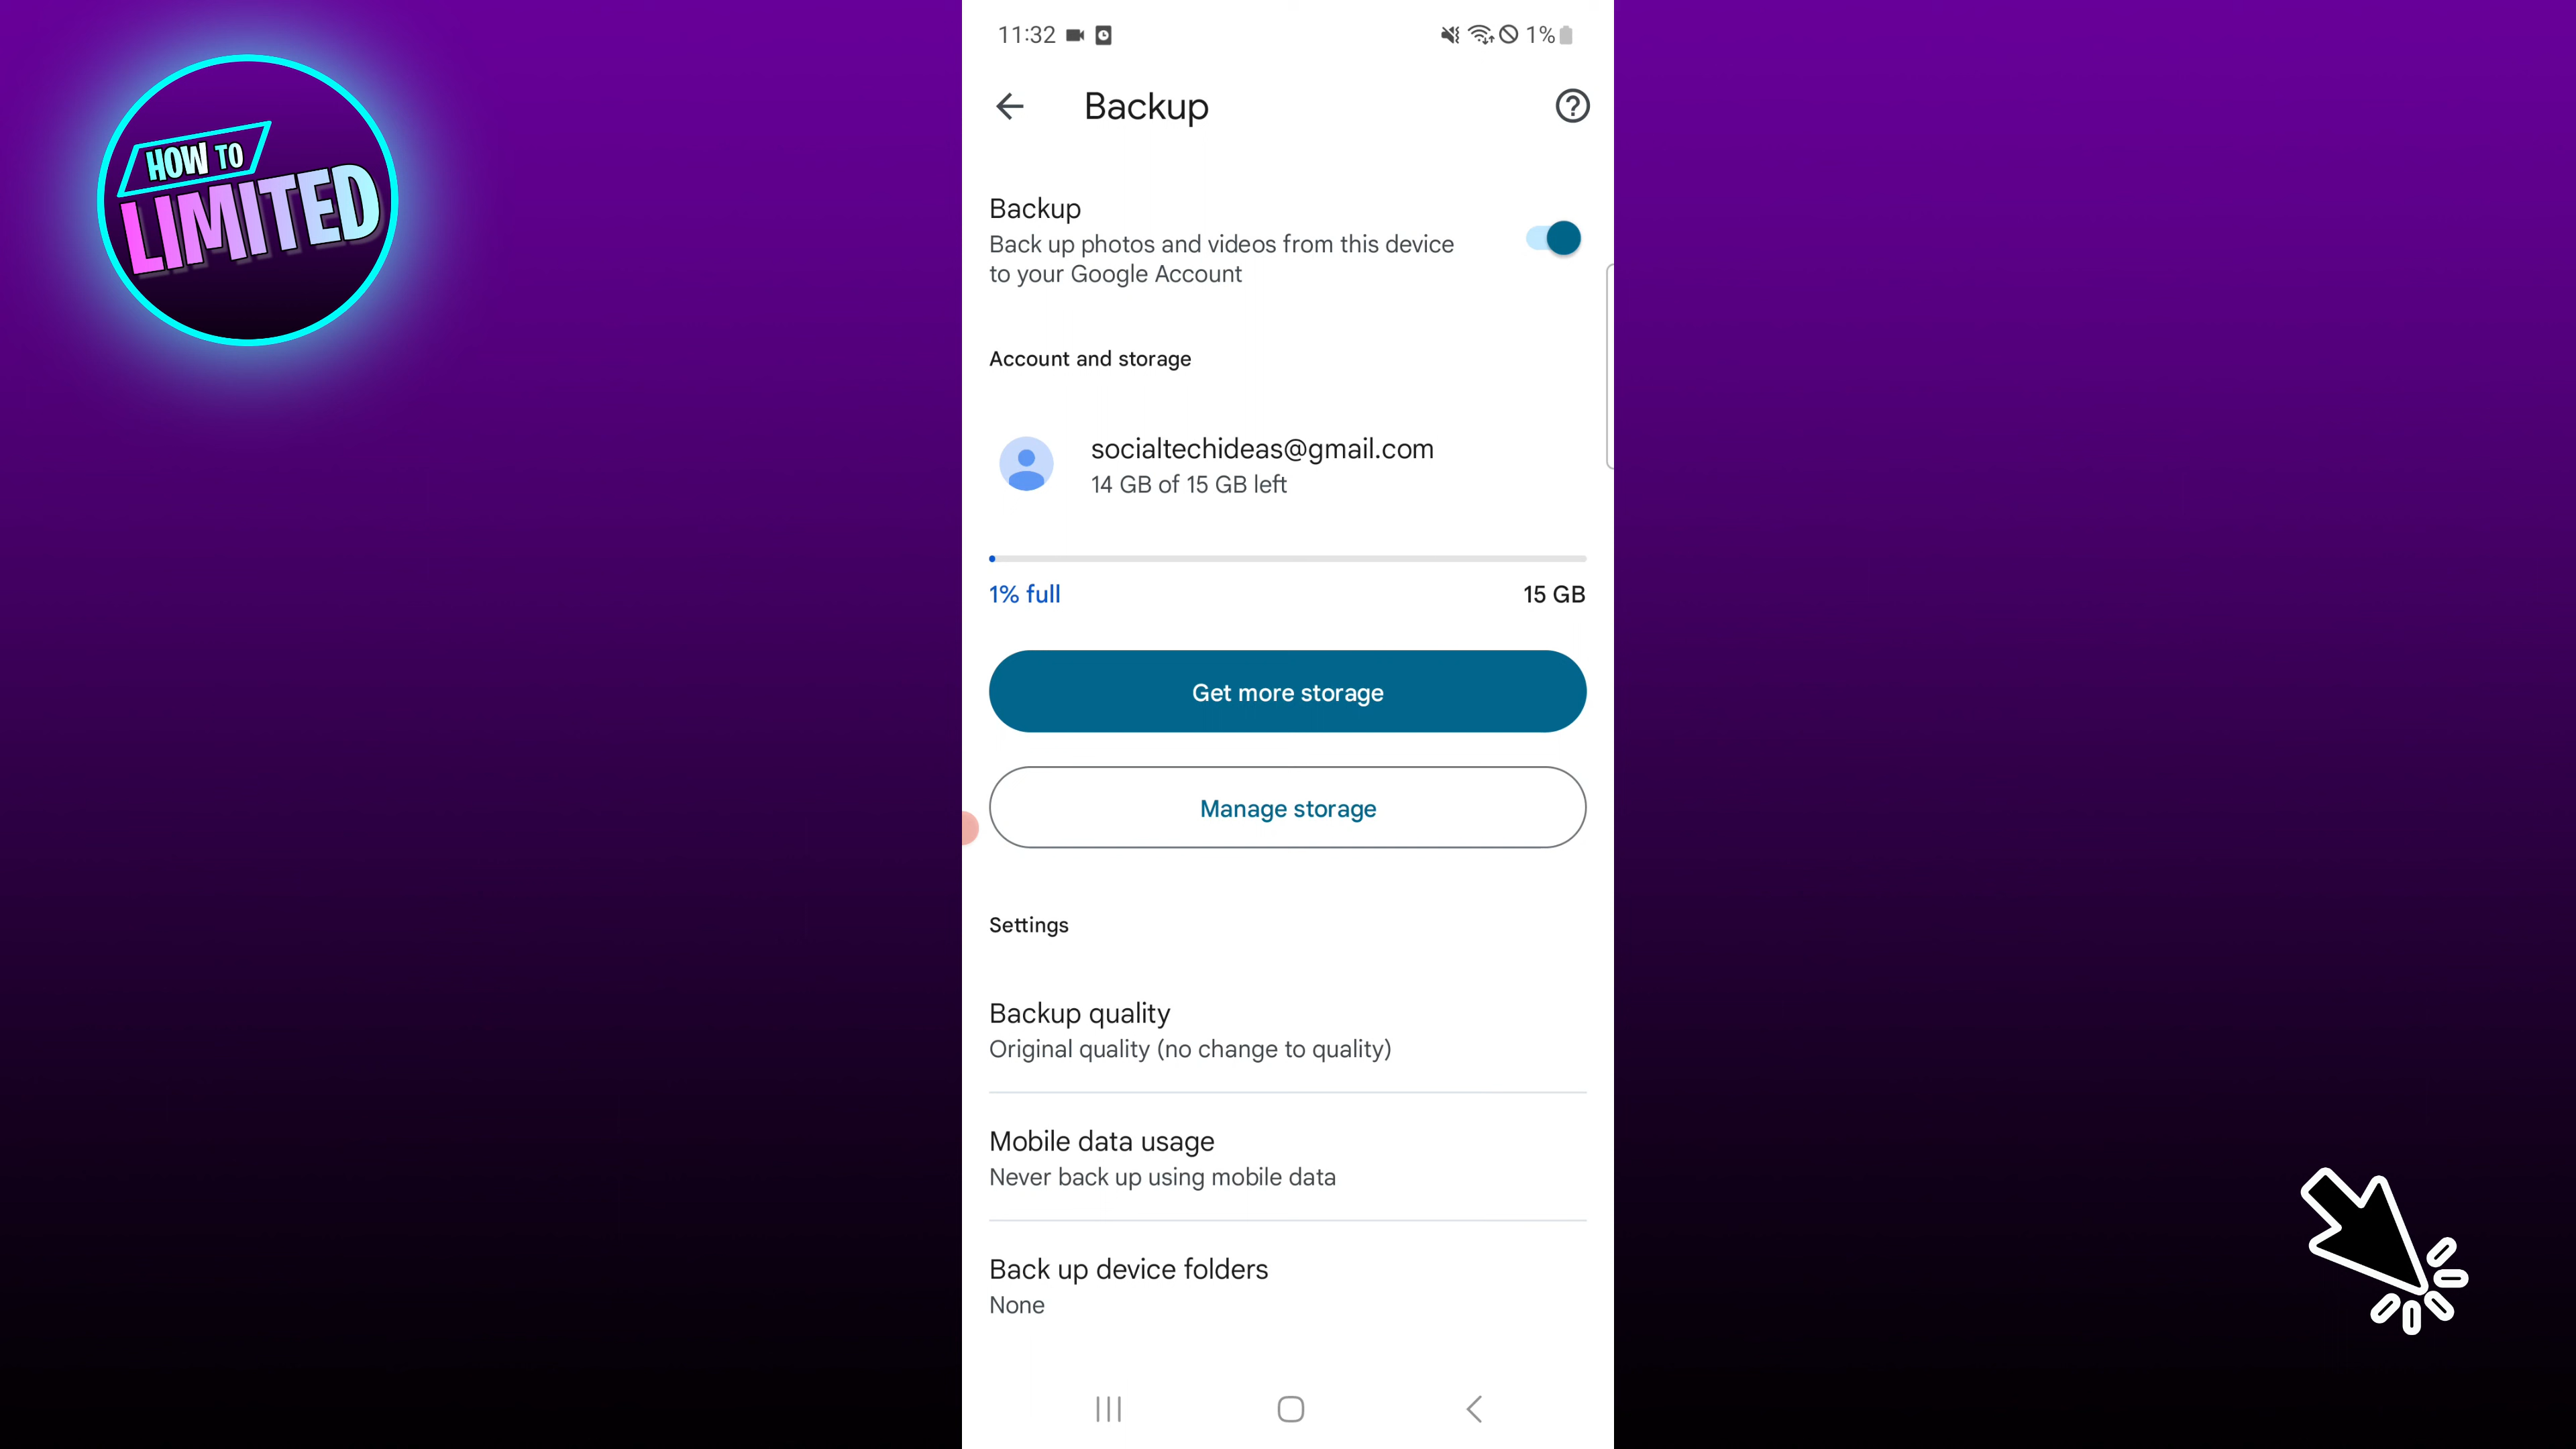 HOW TO
LIMITED
11:32
1%
Backup
Backup
Back up photos and videos from this device
to your Google Account
Account and storage
socialtechideas@gmail.com
14 GB of 15 GB left
1% full
15 GB
Get more storage
Manage storage
Settings
Backup quality
Original quality (no change to quality)
Mobile data usage
Never back up using mobile data
Back up device folders
None